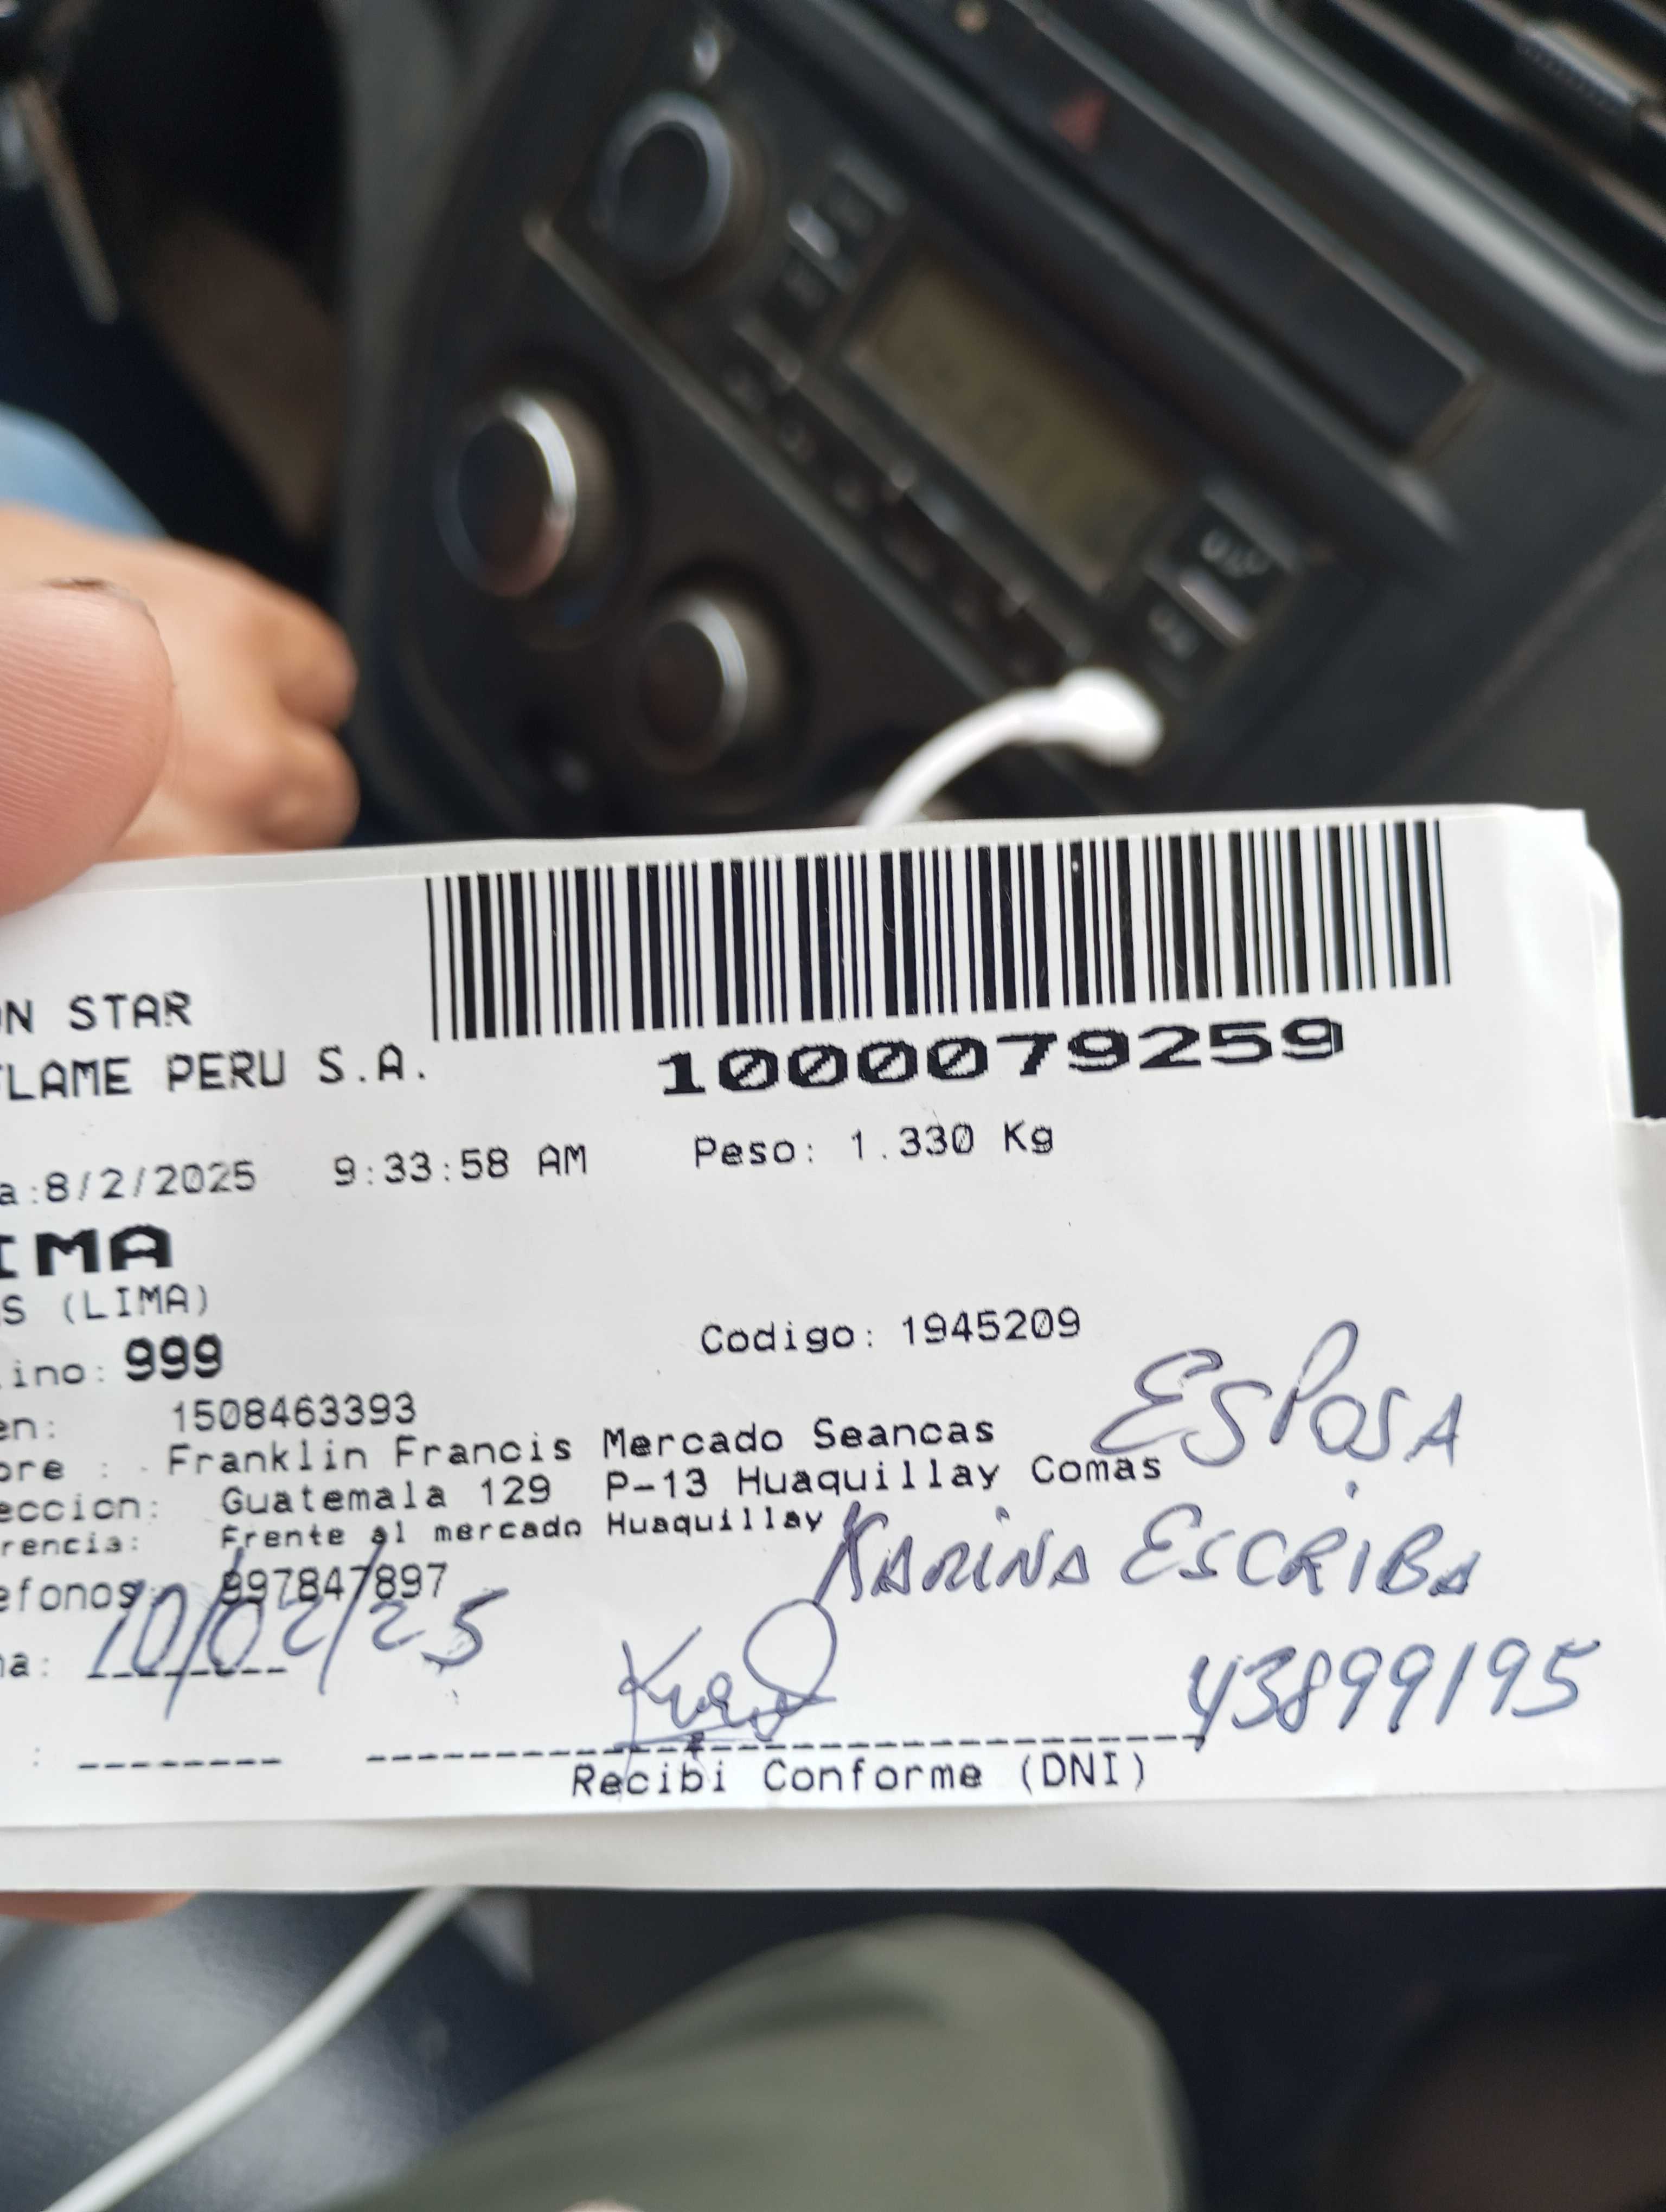 ON STAR
FLAME PERU S.A.
1000079259
a:8/2/2025 9:33:58 AM Peso: 1.330 Kg
IMA
S (LIMA)
ino: 999 Codigo: 1945209
en: 1508463393
bre : Franklin Francis Mercado Seancas
ESPOSA
eccion: Guatemala 129 P-13 Huaquillay Comas
rencia: Frente al mercado Huaquillay
KARINA ESCRIBA
efonos: 997847897
ha: 10/02/25
43899195
Recibi Conforme (DNI)